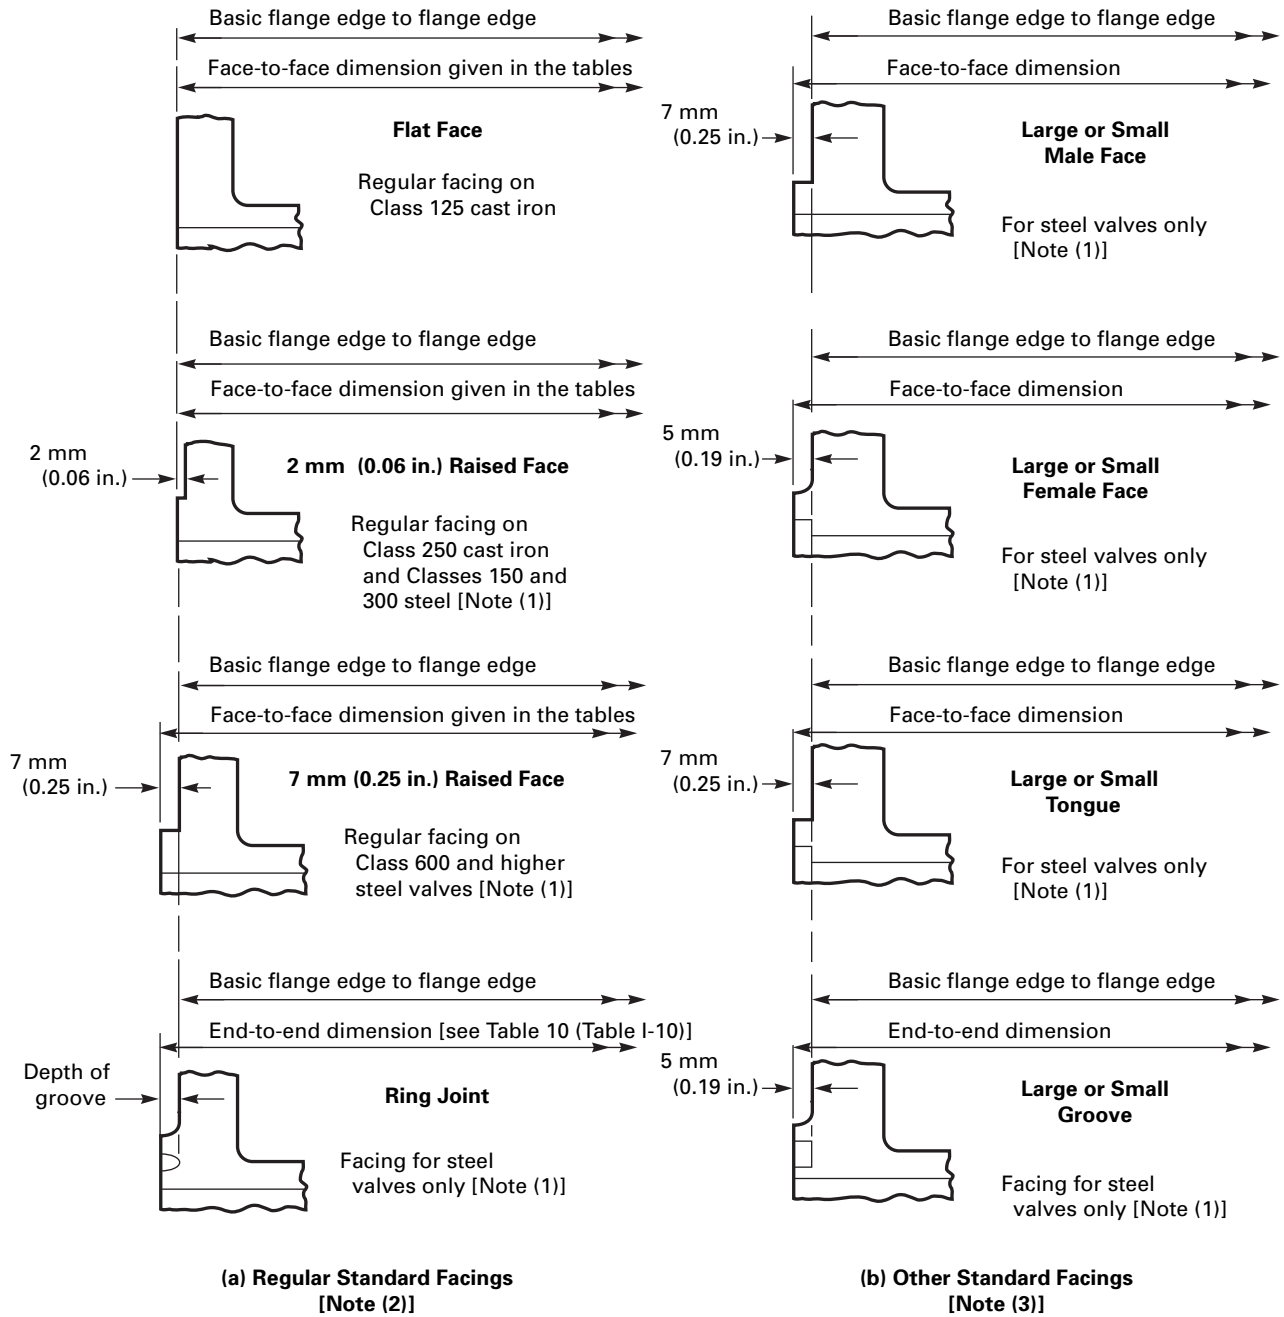 Basic flange edge to flange edge
Face-to-face dimension given in the tables
Flat Face
Regular facing on
Class 125 cast iron
Basic flange edge to flange edge
Face-to-face dimension given in the tables
2 mm
(0.06 in.)
2 mm (0.06 in.) Raised Face
Regular facing on
Class 250 cast iron
and Classes 150 and
300 steel [Note (1)]
Basic flange edge to flange edge
Face-to-face dimension given in the tables
7 mm
(0.25 in.)
7 mm (0.25 in.) Raised Face
Regular facing on
Class 600 and higher
steel valves [Note (1)]
Basic flange edge to flange edge
End-to-end dimension [see Table 10 (Table I-10)]
Depth of
groove
Ring Joint
Facing for steel
valves only [Note (1)]
(a) Regular Standard Facings
[Note (2)]
Basic flange edge to flange edge
Face-to-face dimension
7 mm
(0.25 in.)
Large or Small
Male Face
For steel valves only
[Note (1)]
Basic flange edge to flange edge
Face-to-face dimension
5 mm
(0.19 in.)
Large or Small
Female Face
For steel valves only
[Note (1)]
Basic flange edge to flange edge
Face-to-face dimension
7 mm
(0.25 in.)
Large or Small
Tongue
For steel valves only
[Note (1)]
Basic flange edge to flange edge
End-to-end dimension
5 mm
(0.19 in.)
Large or Small
Groove
Facing for steel
valves only [Note (1)]
(b) Other Standard Facings
[Note (3)]